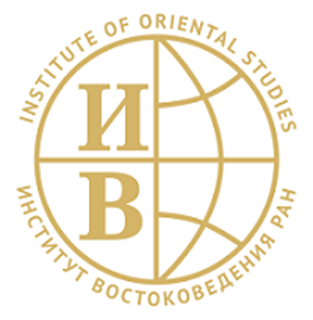 INSTITUTE OF ORIENTAL STUDIES
И
В
ИНСТИТУТ ВОСТОКОВЕДЕНИЯ РАН